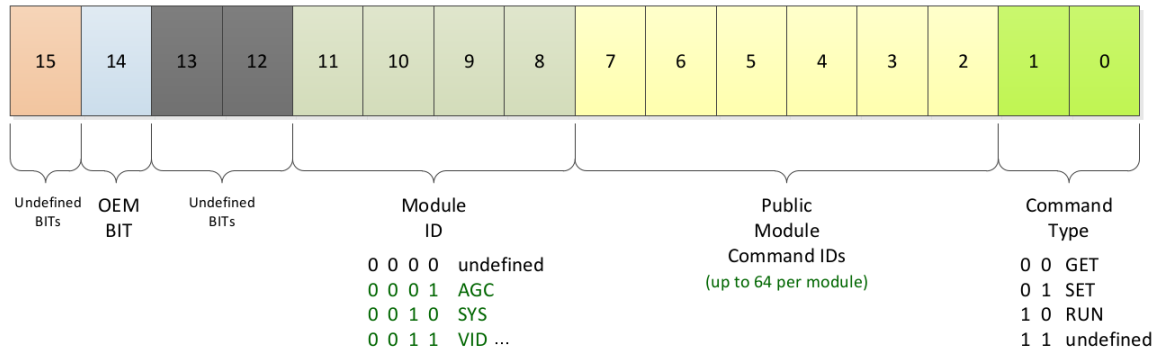 15 14 13 12 11 10 9 8 7 6 5 4 3 2 1 0
Undefined
BITs
OEM
BIT
Undefined
BITs
Module
ID
0 0 0 0 undefined
0 0 0 1 AGC
0 0 1 0 SYS
0 0 1 1 VID ...
Public
Module
Command IDs
(up to 64 per module)
Command
Type
0 0 GET
0 1 SET
1 0 RUN
1 1 undefined